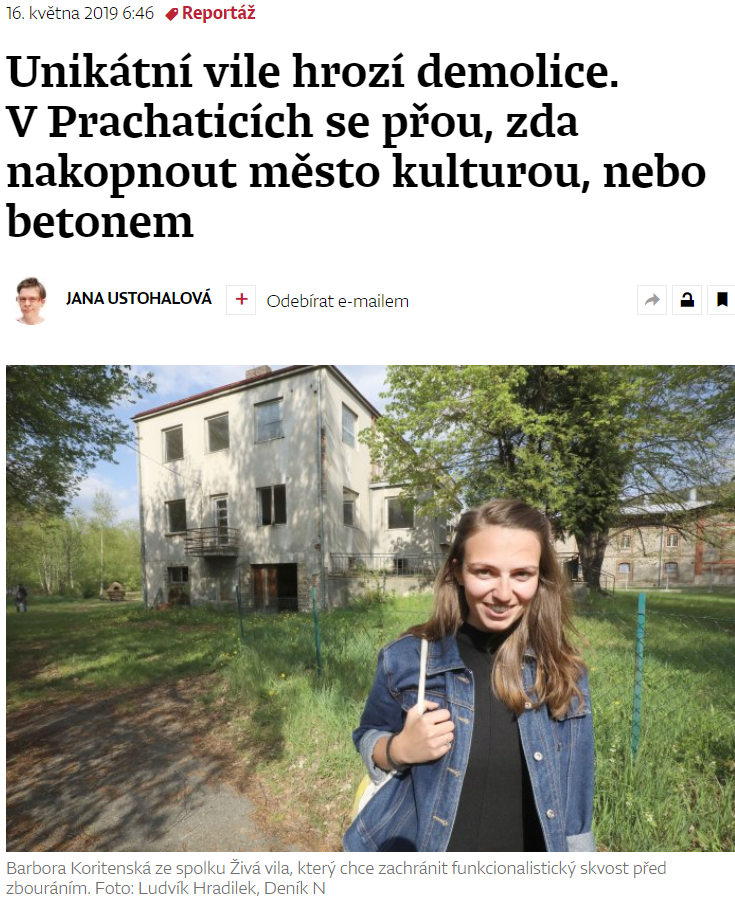 16. května 2019 6:46 Reportáž
Unikátní vile hrozí demolice.
V Prachaticích se přou, zda
nakopnout město kulturou, nebo
betonem
JANA USTOHALOVÁ + Odebírat e-mailem
Barbora Koritenská ze spolku Živá vila, který chce zachránit funkcionalistický skvost před
zbouráním. Foto: Ludvík Hradilek, Deník N